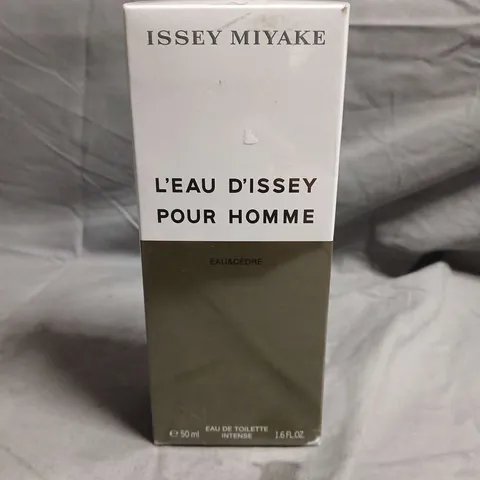 ISSEY MIYAKE
L'EAU D'ISSEY
POUR HOMME
EAU&CÈDRE
℮ 50 ml EAU DE TOILETTE INTENSE 1.6 FL.OZ.